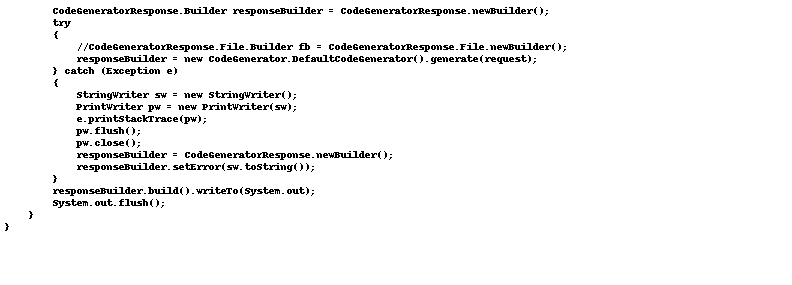 CodeGeneratorResponse.Builder responseBuilder = CodeGeneratorResponse.newBuilder();
try
{
//CodeGeneratorResponse.File.Builder fb = CodeGeneratorResponse.File.newBuilder();
responseBuilder = new CodeGenerator.DefaultCodeGenerator().generate(request);
} catch (Exception e)
{
StringWriter sw = new StringWriter();
PrintWriter pw = new PrintWriter(sw);
e.printStackTrace(pw);
pw.flush();
pw.close();
responseBuilder = CodeGeneratorResponse.newBuilder();
responseBuilder.setError(sw.toString());
}
responseBuilder.build().writeTo(System.out);
System.out.flush();
}
}